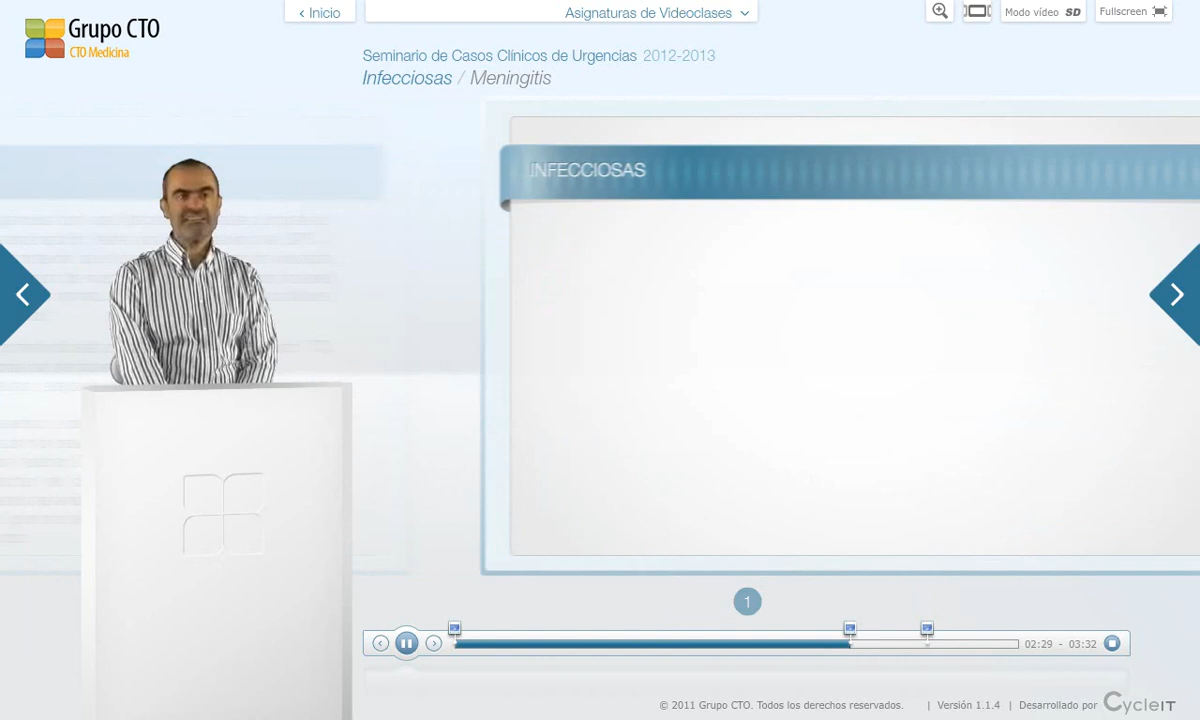 Grupo CTO
CTO Medicina
‹ Inicio
Asignaturas de Videoclases
Modo vídeo SD
Fullscreen
Seminario de Casos Clínicos de Urgencias 2012-2013
Infecciosas / Meningitis
INFECCIOSAS
1
02:29 - 03:32
© 2011 Grupo CTO. Todos los derechos reservados. | Versión 1.1.4 | Desarrollado por CycleIT